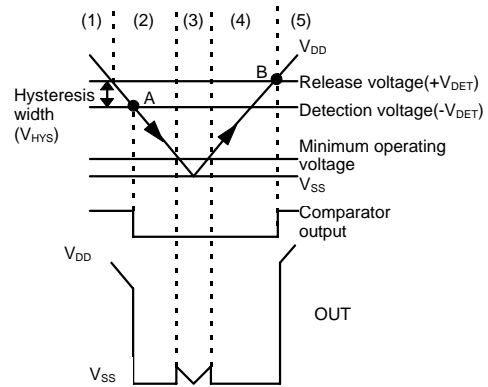 (1) (2) (3) (4) (5)
V_DD
B
Release voltage(+V_DET)
A
Hysteresis
width
(V_HYS)
Detection voltage(-V_DET)
Minimum operating
voltage
V_SS
Comparator
output
V_DD
OUT
V_SS